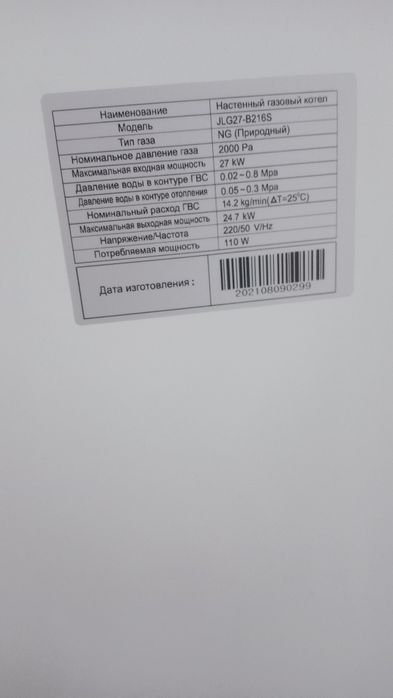 Наименование Настенный газовый котел
Модель JLG27-B216S
Тип газа NG (Природный)
Номинальное давление газа 2000 Pa
Максимальная входная мощность 27 kW
Давление воды в контуре ГВС 0.02~0.8 Mpa
Давление воды в контуре отопления 0.05~0.3 Mpa
Номинальный расход ГВС 14.2 kg/min(ΔT=25°C)
Максимальная выходная мощность 24.7 kW
Напряжение/Частота 220/50 V/Hz
Потребляемая мощность 110 W
Дата изготовления :
202108090299